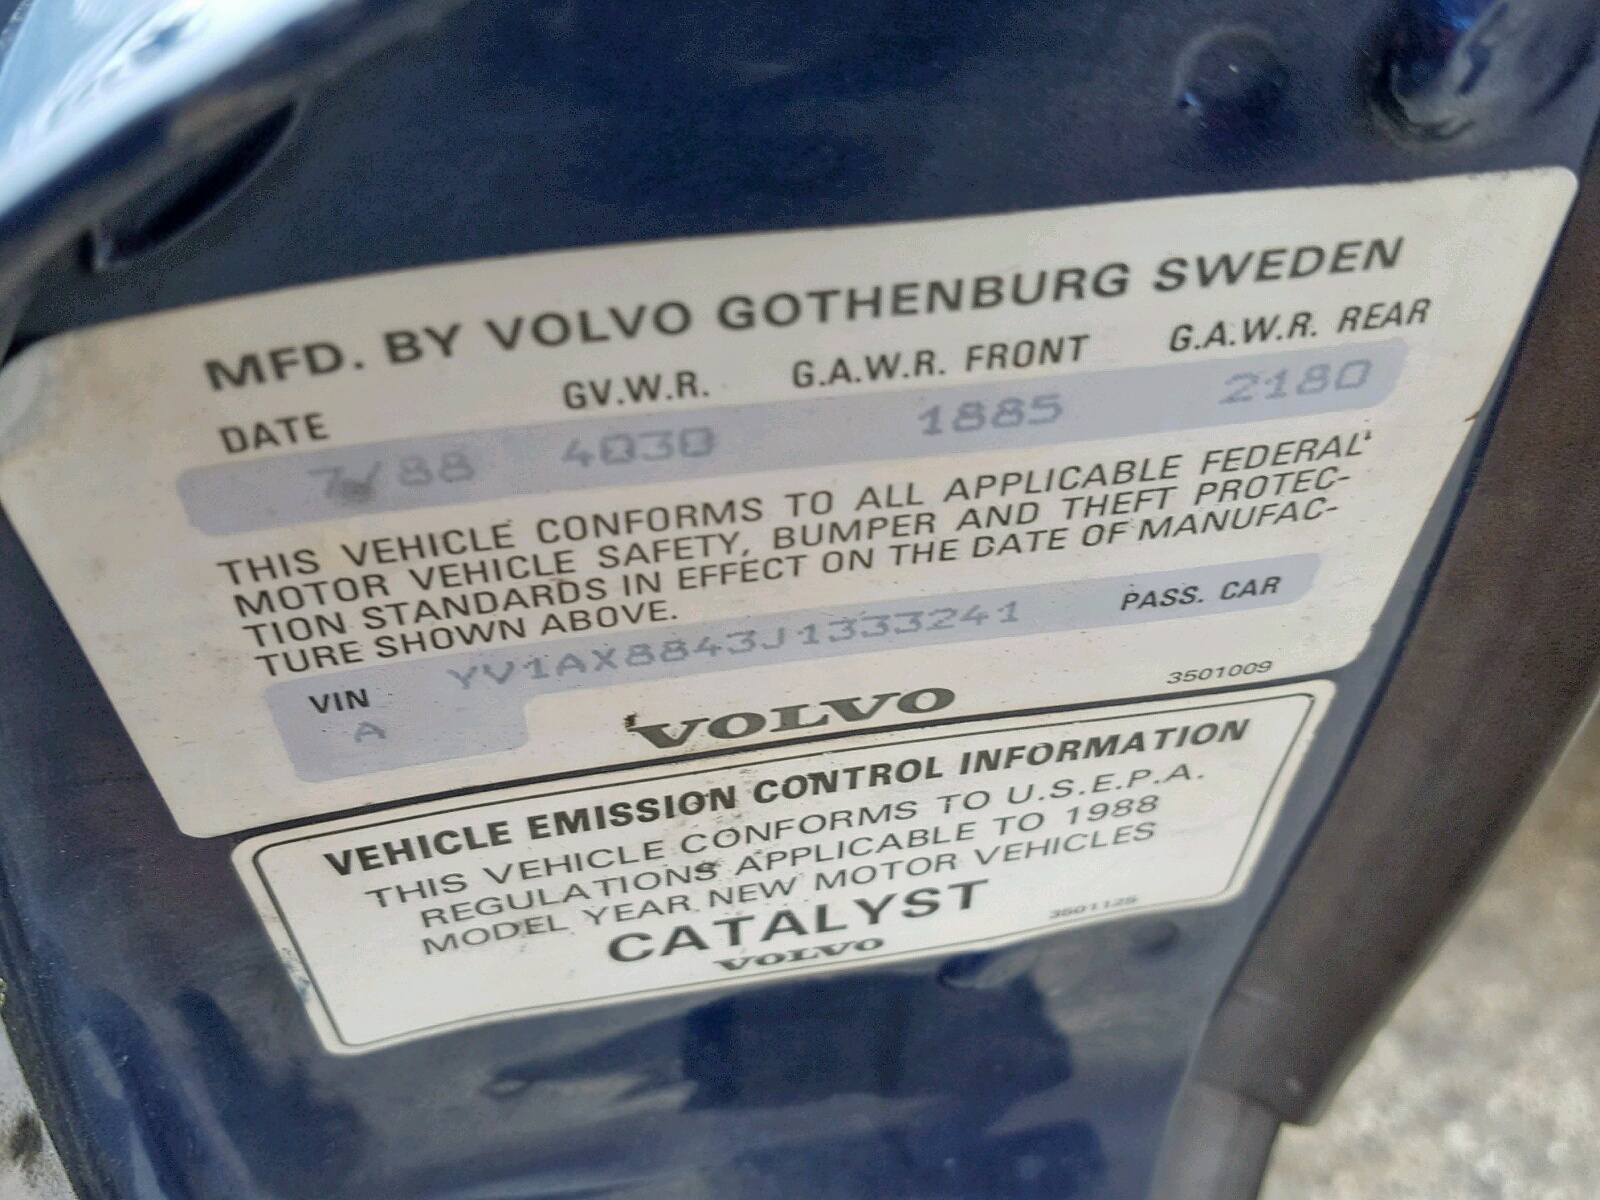 MFD. BY VOLVO GOTHENBURG SWEDEN
DATE GV.W.R. G.A.W.R. FRONT G.A.W.R. REAR
7/88 4030 1885 2180
THIS VEHICLE CONFORMS TO ALL APPLICABLE FEDERAL
MOTOR VEHICLE SAFETY, BUMPER AND THEFT PROTEC-
TION STANDARDS IN EFFECT ON THE DATE OF MANUFAC-
TURE SHOWN ABOVE.
VIN YV1AX8843J1333241 PASS. CAR
A
VOLVO 3501009
VEHICLE EMISSION CONTROL INFORMATION
THIS VEHICLE CONFORMS TO U.S.E.P.A.
REGULATIONS APPLICABLE TO 1988
MODEL YEAR NEW MOTOR VEHICLES
CATALYST 3501125
VOLVO